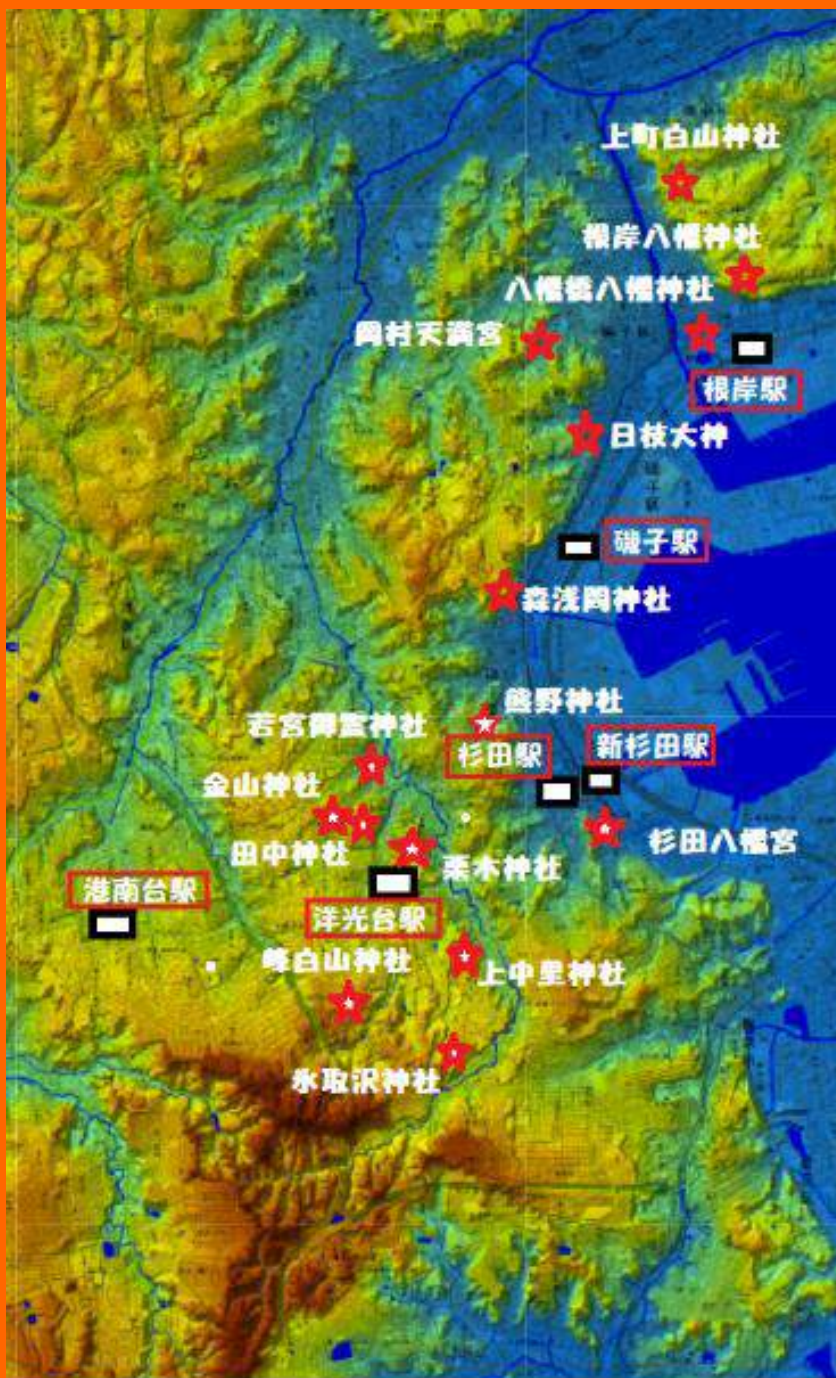 上町白山神社
根岸八幡神社
八幡橋八幡神社
岡村天満宮
根岸駅
日枝大神
磯子駅
森浅間神社
熊野神社
若宮御霊神社
杉田駅
新杉田駅
金山神社
杉田八幡宮
田中神社
栗木神社
港南台駅
洋光台駅
峰白山神社
上中里神社
氷取沢神社